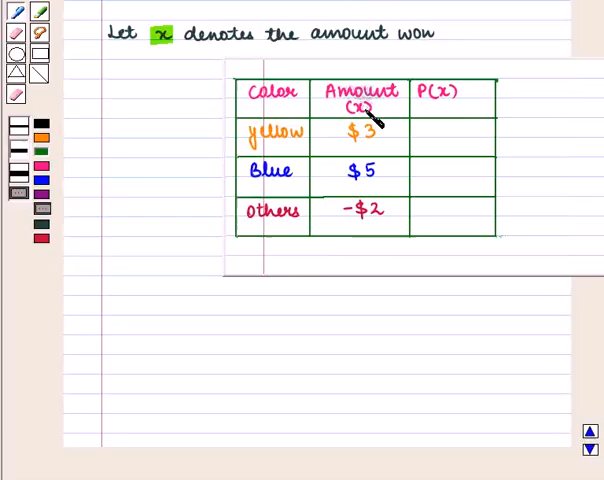 Let x denotes the amount won
Color Amount (x) P(x)
yellow $3
Blue $5
others -$2